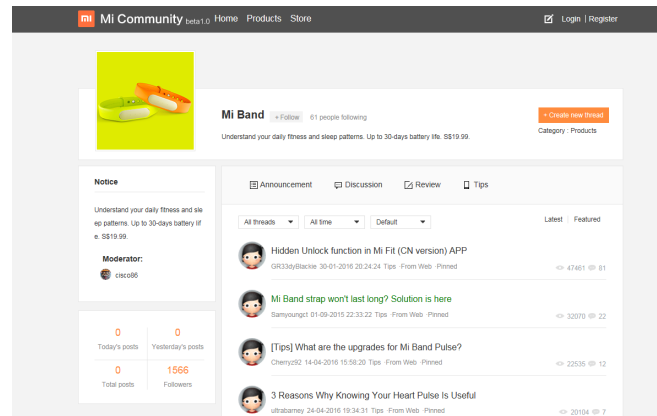 mi Mi Community beta1.0 Home Products Store Login | Register
Mi Band + Follow 61 people following
+ Create new thread
Category : Products
Understand your daily fitness and sleep patterns. Up to 30-days battery life. S$19.99.
Notice
Understand your daily fitness and sle
ep patterns. Up to 30-days battery lif
e. S$19.99.
Moderator:
cisco86
0 0
Today's posts Yesterday's posts
0 1566
Total posts Followers
Announcement Discussion Review Tips
All threads All time Default Latest Featured
Hidden Unlock function in Mi Fit (CN version) APP
GR33dyBlackie 30-01-2016 20:24:24 Tips ·From Web ·Pinned 47461 81
Mi Band strap won't last long? Solution is here
Samyoungct 01-09-2015 22:33:22 Tips ·From Web ·Pinned 32070 22
[Tips] What are the upgrades for Mi Band Pulse?
Cherryz92 14-04-2016 15:58:20 Tips ·From Web ·Pinned 22535 12
3 Reasons Why Knowing Your Heart Pulse Is Useful
ultrabarney 24-04-2016 19:34:31 Tips ·From Web ·Pinned 20104 7